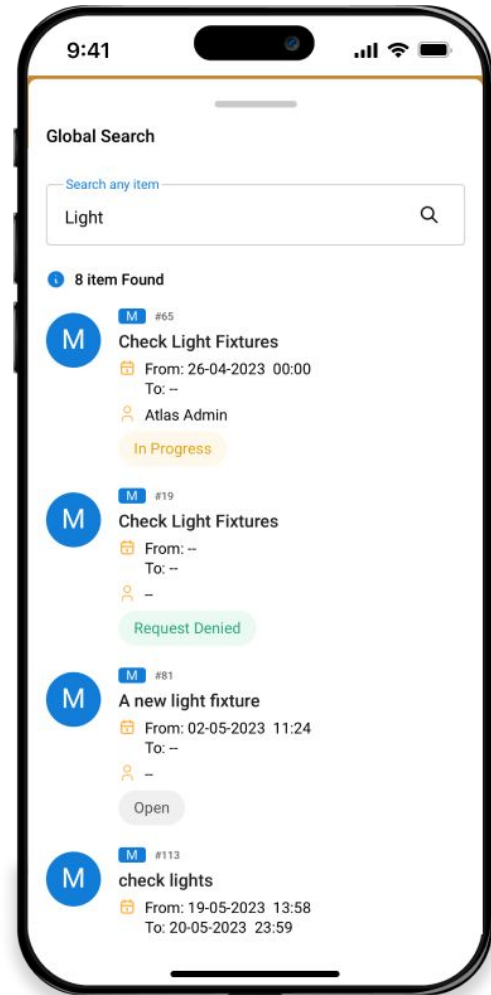 9:41
Global Search
Search any item
Light
8 item Found
M #65
M
Check Light Fixtures
From: 26-04-2023 00:00
To: --
Atlas Admin
In Progress
M #19
M
Check Light Fixtures
From: --
To: --
--
Request Denied
M #81
M
A new light fixture
From: 02-05-2023 11:24
To: --
--
Open
M #113
M
check lights
From: 19-05-2023 13:58
To: 20-05-2023 23:59